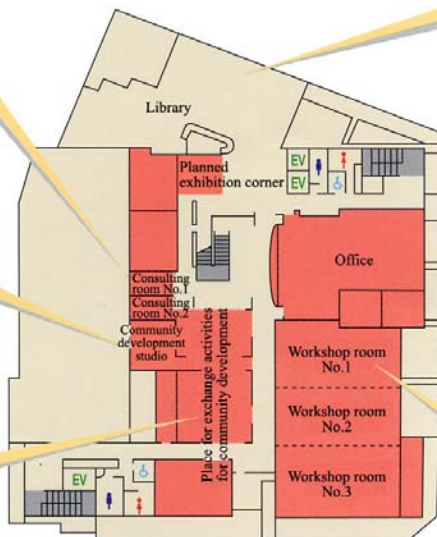 Library
Planned
exhibition corner
EV
EV
Office
Consulting
room No.1
Consulting
room No.2
Community
development
studio
Place for exchange activities
for community development
Workshop room
No.1
Workshop room
No.2
Workshop room
No.3
EV